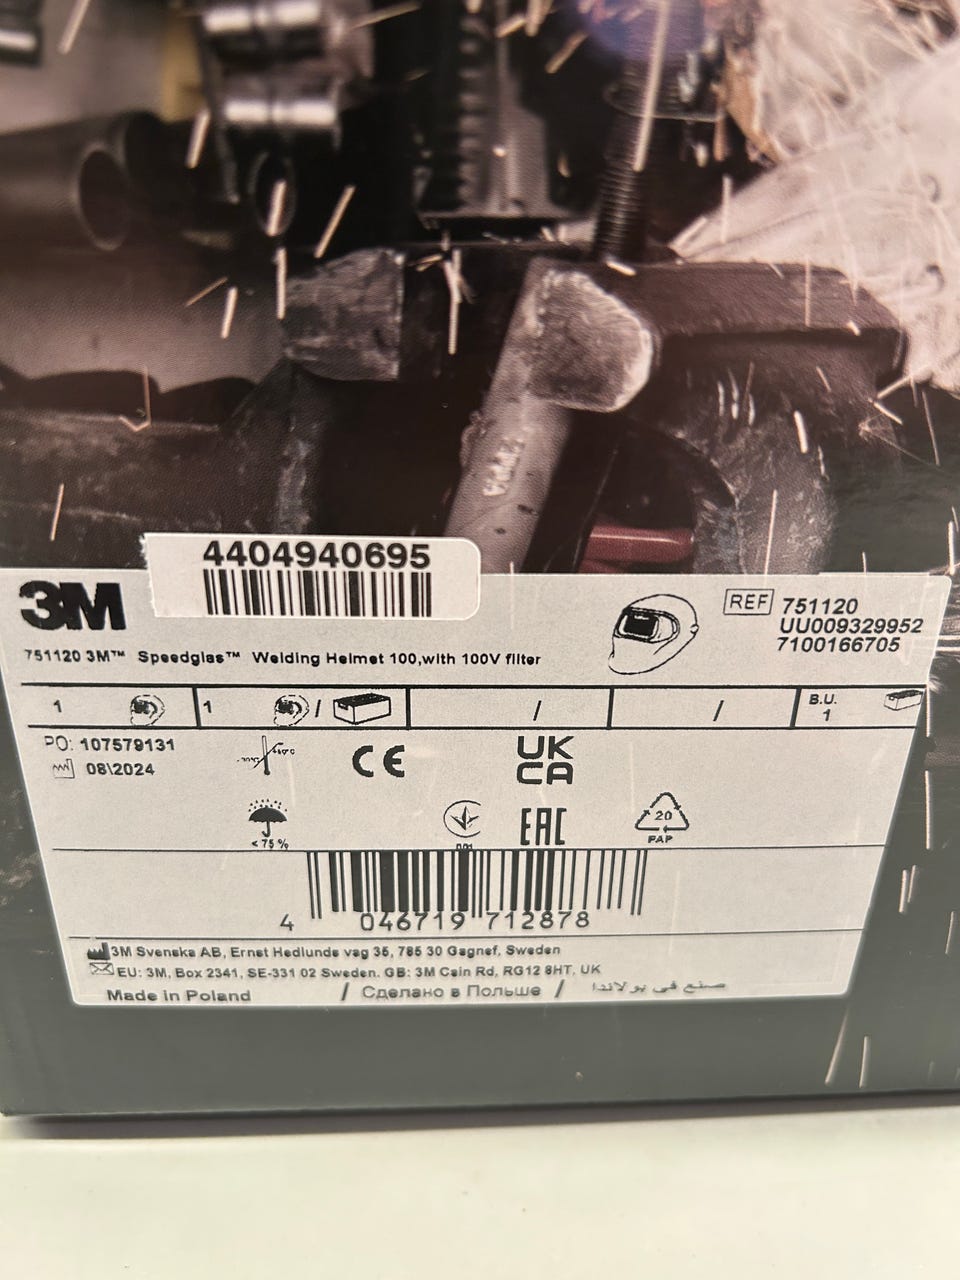 4404940695
3M
REF 751120
UU009329952
7100166705
751120 3M™ Speedglas™ Welding Helmet 100,with 100V filter
1 1 / / / B.U.
1
PO: 107579131
08\2024
CE
UK
CA
< 75 %
EAC
20
PAP
4 046719 712878
3M Svenska AB, Ernst Hedlunds vag 35, 785 30 Gagnef, Sweden
EU: 3M, Box 2341, SE-331 02 Sweden. GB: 3M Cain Rd, RG12 8HT, UK
Made in Poland / Сделано в Польше / صنع في بولاندا